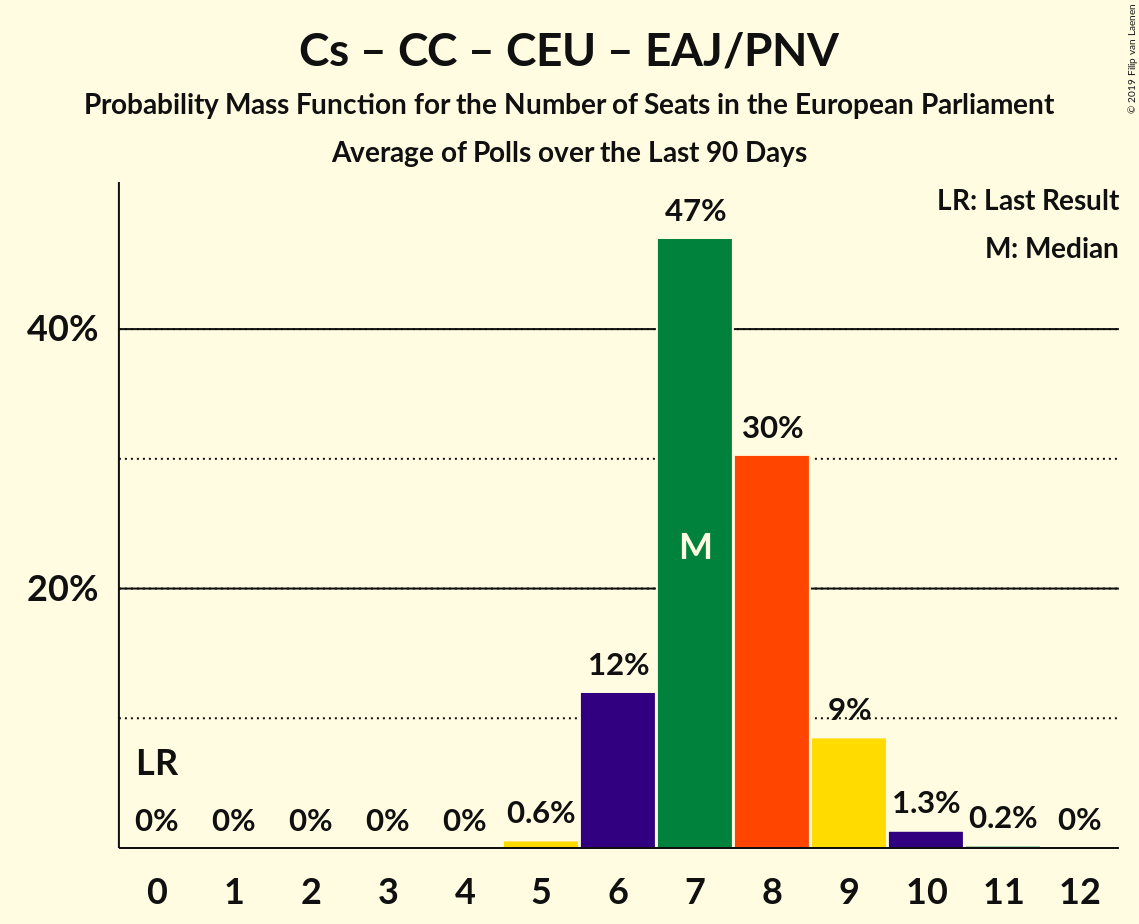 Cs – CC – CEU – EAJ/PNV
Probability Mass Function for the Number of Seats in the European Parliament
Average of Polls over the Last 90 Days
© 2019 Filip van Laenen
LR: Last Result
M: Median
47%
40%
30%
M
20%
12%
9%
LR
0% 0% 0% 0% 0% 0.6% 1.3% 0.2% 0%
0 1 2 3 4 5 6 7 8 9 10 11 12